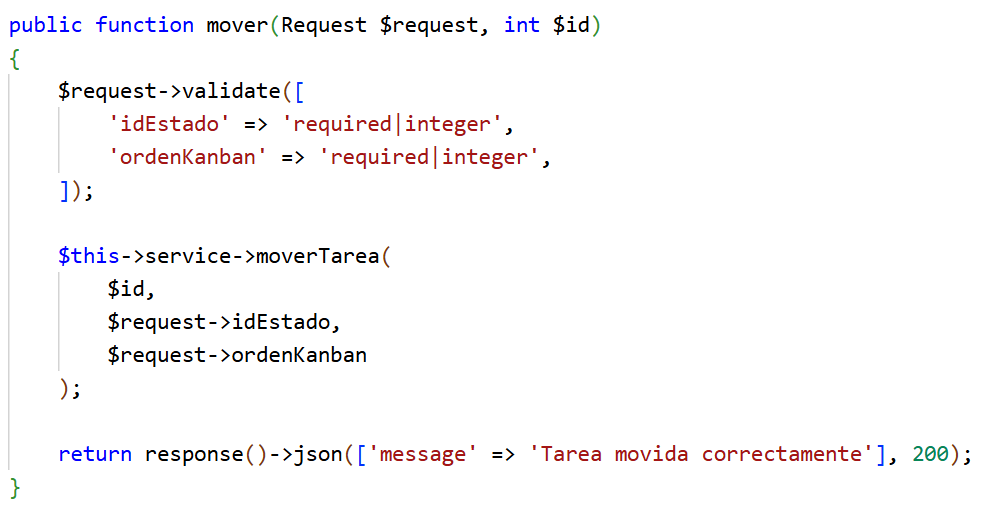 public function mover(Request $request, int $id)
{
    $request->validate([
        'idEstado' => 'required|integer',
        'ordenKanban' => 'required|integer',
    ]);

    $this->service->moverTarea(
        $id,
        $request->idEstado,
        $request->ordenKanban
    );

    return response()->json(['message' => 'Tarea movida correctamente'], 200);
}